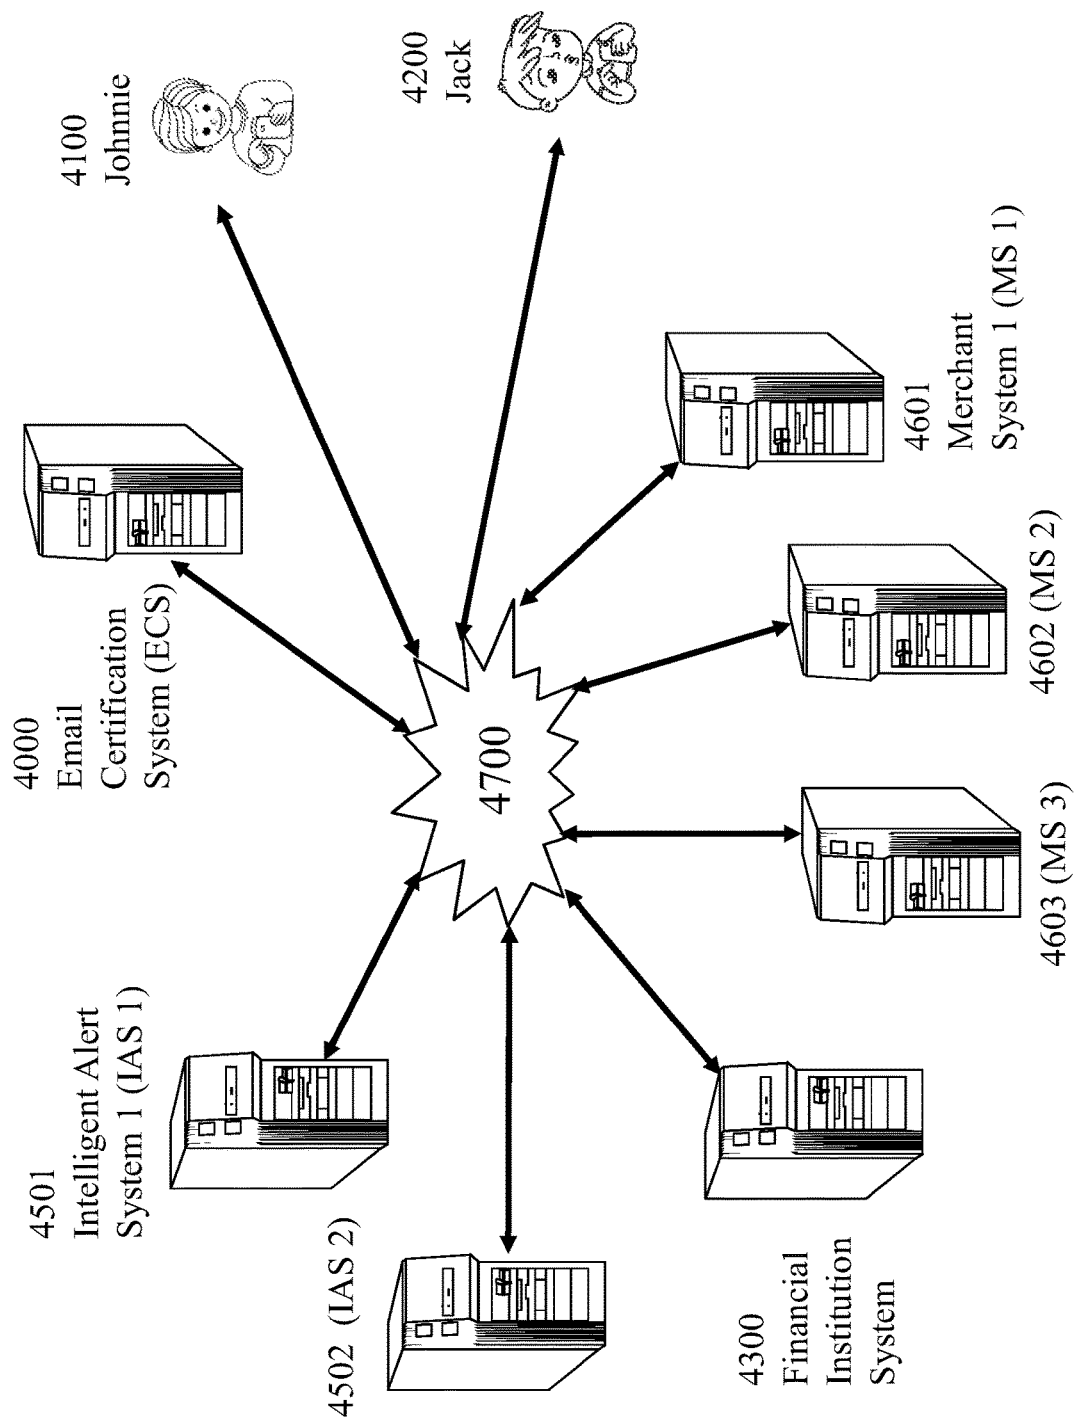 4501
Intelligent Alert
System 1 (IAS 1)
4000
Email
Certification
System (ECS)
4100
Johnnie
4502 (IAS 2)
4700
4200
Jack
4300
Financial
Institution
System
4603 (MS 3)
4602 (MS 2)
4601
Merchant
System 1 (MS 1)